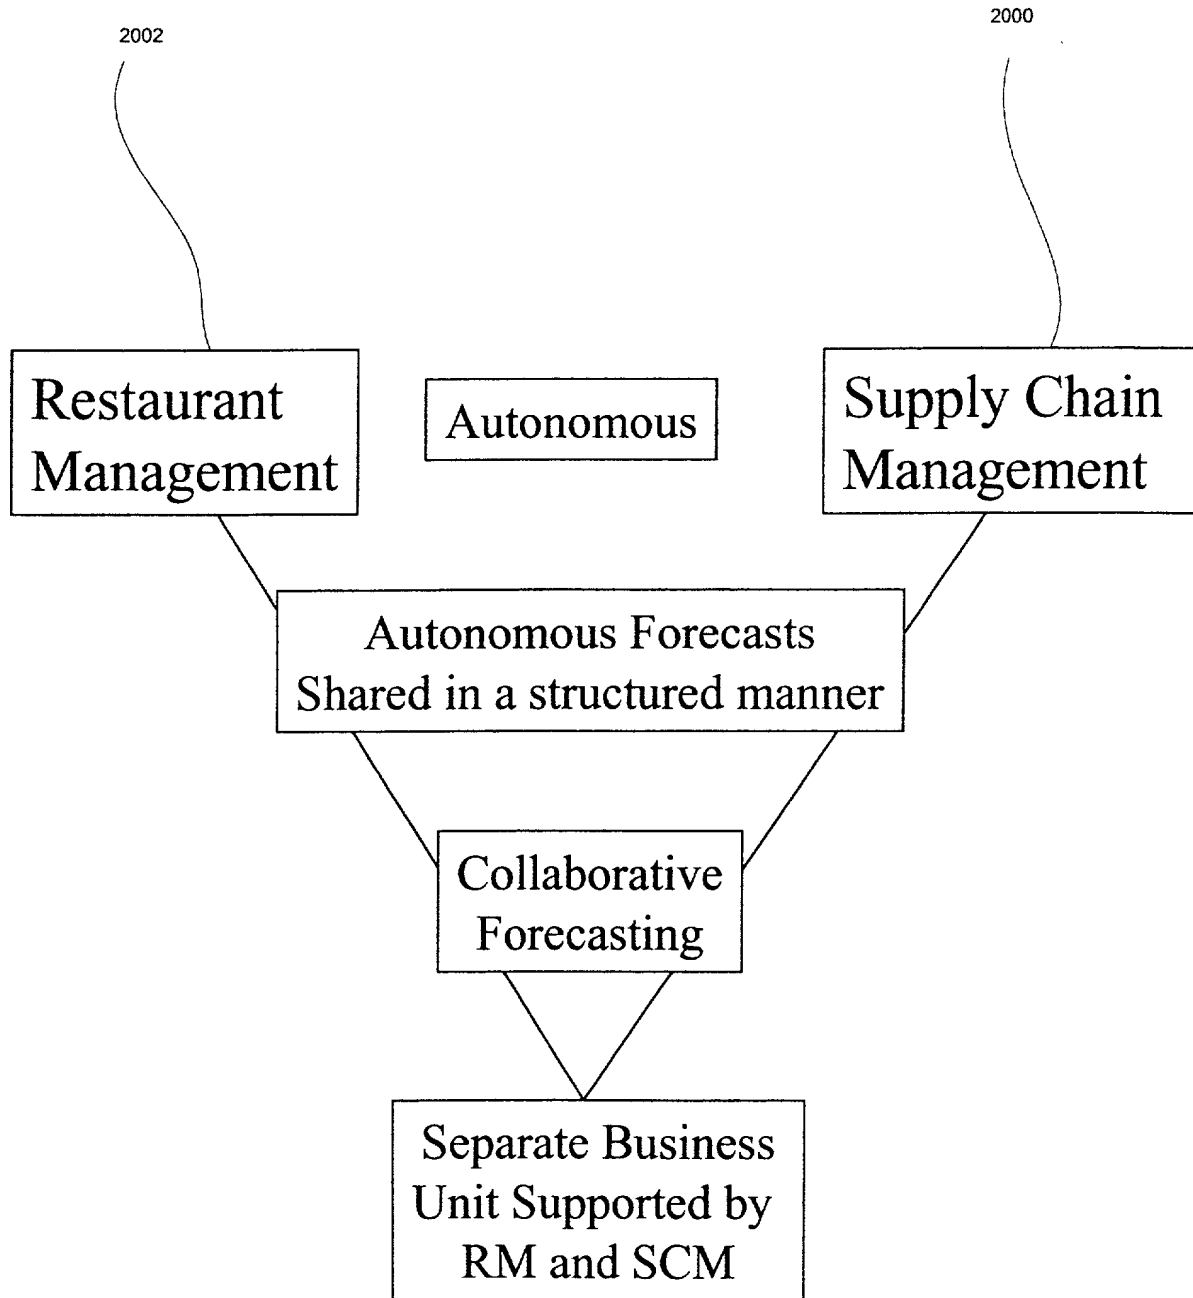 2002
2000
Restaurant
Management
Autonomous
Supply Chain
Management
Autonomous Forecasts
Shared in a structured manner
Collaborative
Forecasting
Separate Business
Unit Supported by
RM and SCM